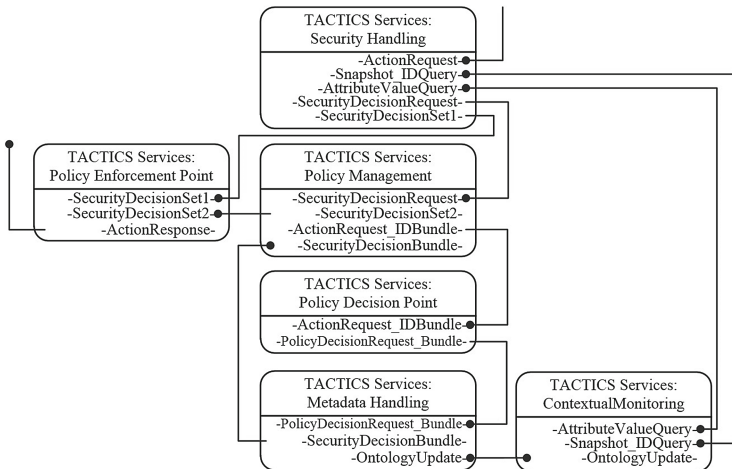 TACTICS Services:
Security Handling
-ActionRequest-
-Snapshot_IDQuery-
-AttributeValueQuery-
-SecurityDecisionRequest-
-SecurityDecisionSet1-
TACTICS Services:
Policy Enforcement Point
-SecurityDecisionSet1-
-SecurityDecisionSet2-
-ActionResponse-
TACTICS Services:
Policy Management
-SecurityDecisionRequest-
-SecurityDecisionSet2-
-ActionRequest_IDBundle-
-SecurityDecisionBundle-
TACTICS Services:
Policy Decision Point
-ActionRequest_IDBundle-
-PolicyDecisionRequest_Bundle-
TACTICS Services:
Metadata Handling
-PolicyDecisionRequest_Bundle-
-SecurityDecisionBundle-
-OntologyUpdate-
TACTICS Services:
ContextualMonitoring
-AttributeValueQuery-
-Snapshot_IDQuery-
-OntologyUpdate-